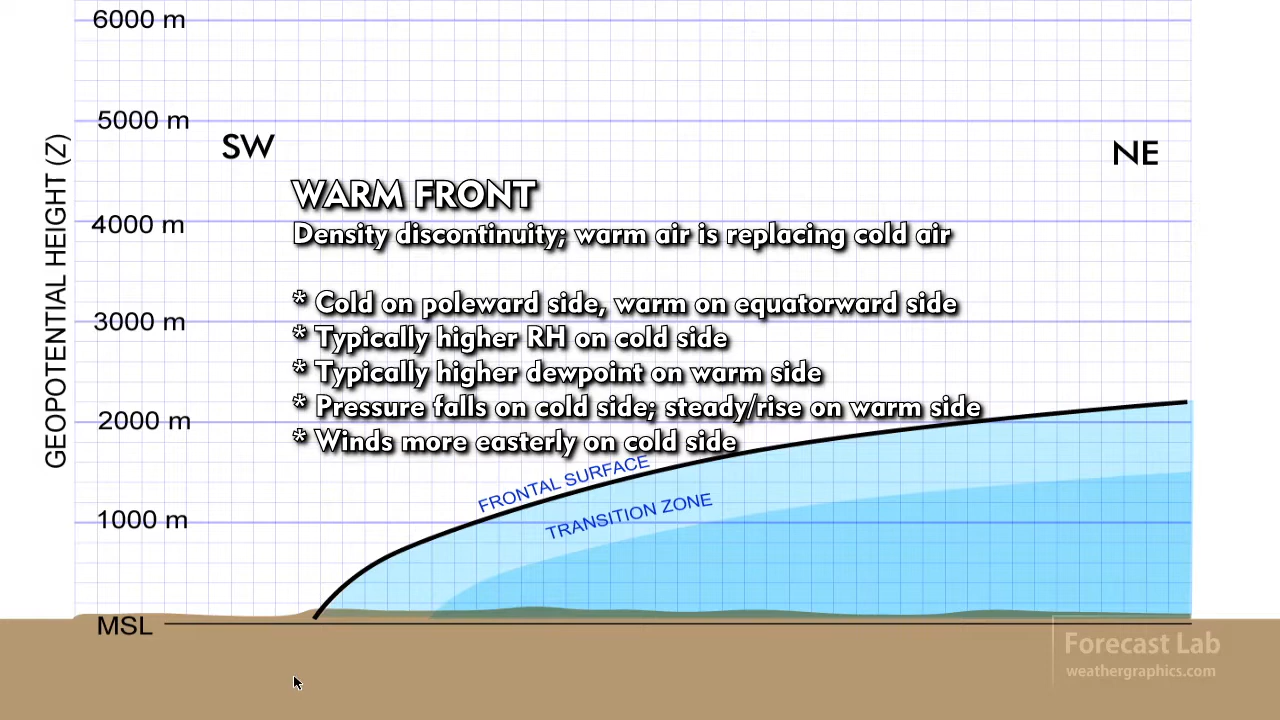 6000 m
5000 m
SW
NE
GEOPOTENTIAL HEIGHT (Z)
WARM FRONT
4000 m
Density discontinuity; warm air is replacing cold air
* Cold on poleward side, warm on equatorward side
3000 m
* Typically higher RH on cold side
* Typically higher dewpoint on warm side
* Pressure falls on cold side; steady/rise on warm side
2000 m
* Winds more easterly on cold side
FRONTAL SURFACE
TRANSITION ZONE
1000 m
MSL
Forecast Lab
weathergraphics.com